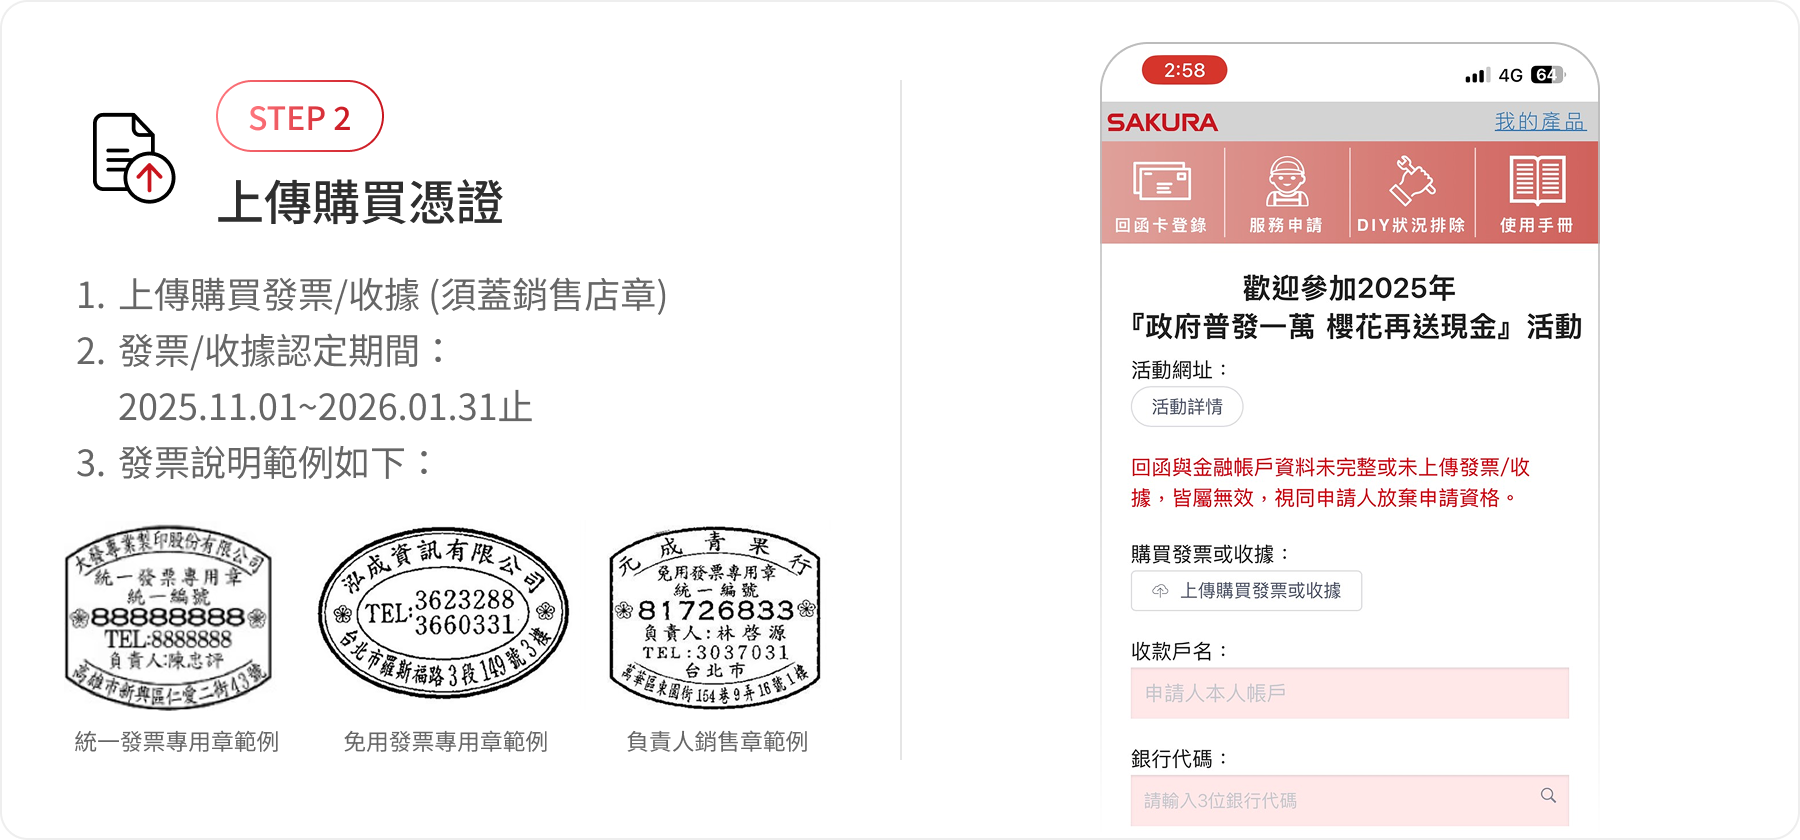 STEP 2
上傳購買憑證
1. 上傳購買發票/收據 (須蓋銷售店章)
2. 發票/收據認定期間：
2025.11.01~2026.01.31止
3. 發票說明範例如下：
大發專業製印股份有限公司
統一發票專用章
統一編號
88888888
TEL:8888888
負責人:陳忠評
高雄市新興區仁愛二街43號
統一發票專用章範例
泓成資訊有限公司
TEL:3623288
3660331
台北市羅斯福路3段149號3樓
免用發票專用章範例
元成青果行
免用發票專用章
統一編號
81726833
負責人:林啓源
TEL:3037031
台北市
萬華區東園街154巷9弄16號1樓
負責人銷售章範例
2:58
4G 64
SAKURA
我的產品
回函卡登錄
服務申請
DIY狀況排除
使用手冊
歡迎參加2025年
『政府普發一萬 櫻花再送現金』活動
活動網址：
活動詳情
回函與金融帳戶資料未完整或未上傳發票/收
據，皆屬無效，視同申請人放棄申請資格。
購買發票或收據：
上傳購買發票或收據
收款戶名：
申請人本人帳戶
銀行代碼：
請輸入3位銀行代碼